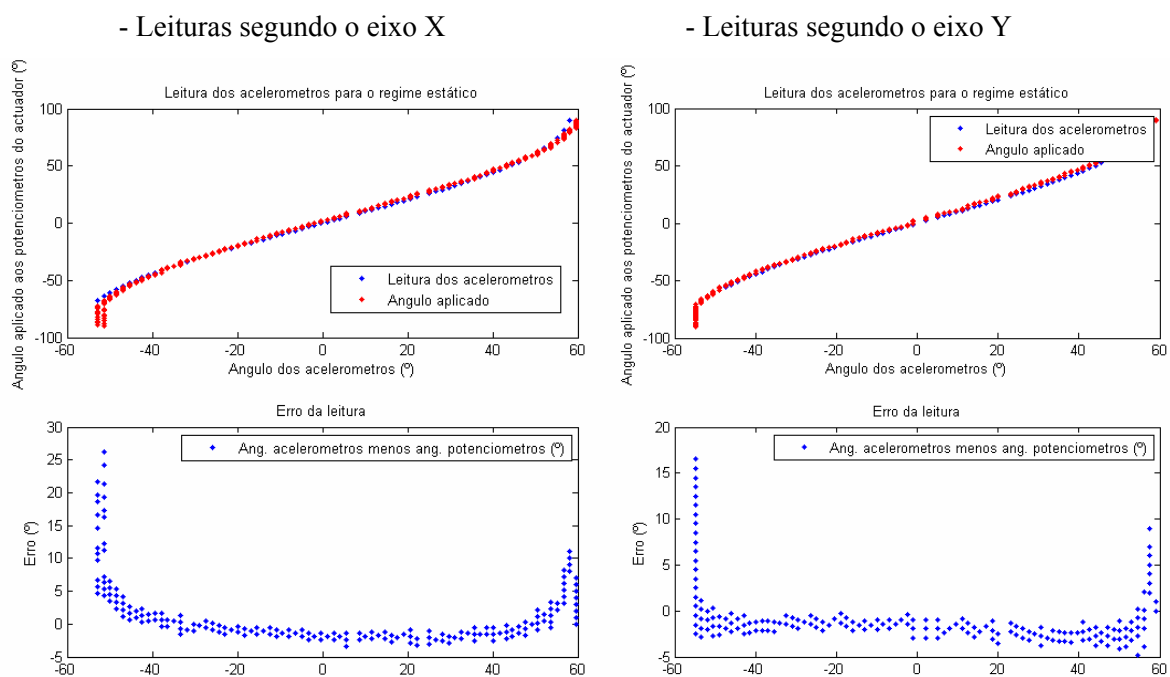 - Leituras segundo o eixo X
- Leituras segundo o eixo Y
Angulo aplicado aos potenciometros do actuador (º)
Leitura dos acelerometros para o regime estático
100
50
0
-50
-100
Leitura dos acelerometros
Angulo aplicado
-60 -40 -20 0 20 40 60
Angulo dos acelerometros (º)
Angulo aplicado aos potenciometros do actuador (º)
Leitura dos acelerometros para o regime estático
100
50
0
-50
-100
Leitura dos acelerometros
Angulo aplicado
-60 -40 -20 0 20 40 60
Angulo dos acelerometros (º)
Erro da leitura
Erro (º)
30
25
20
15
10
5
0
-5
Ang. acelerometros menos ang. potenciometros (º)
-60 -40 -20 0 20 40 60
Erro da leitura
Erro (º)
20
15
10
5
0
-5
Ang. acelerometros menos ang. potenciometros (º)
-60 -40 -20 0 20 40 60